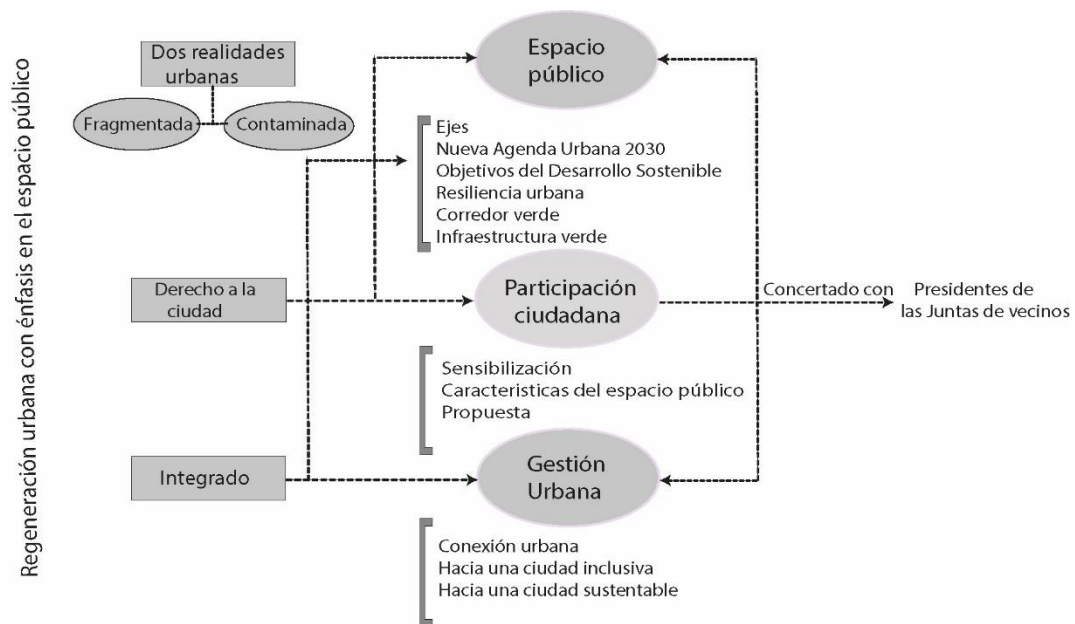 Regeneración urbana con énfasis en el espacio público
Dos realidades
urbanas
Fragmentada
Contaminada
Espacio
público
Ejes
Nueva Agenda Urbana 2030
Objetivos del Desarrollo Sostenible
Resiliencia urbana
Corredor verde
Infraestructura verde
Derecho a la
ciudad
Participación
ciudadana
Concertado con
Presidentes de
las Juntas de vecinos
Sensibilización
Caracteristicas del espacio público
Propuesta
Integrado
Gestión
Urbana
Conexión urbana
Hacia una ciudad inclusiva
Hacia una ciudad sustentable